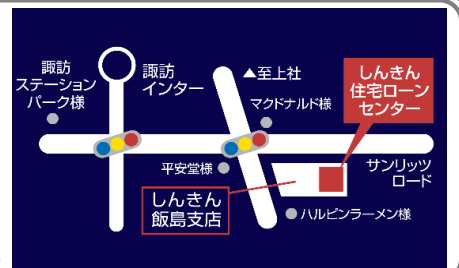 諏訪
ステーション
パーク様
諏訪
インター
▲至上社
マクドナルド様
しんきん
住宅ローン
センター
平安堂様
サンリッツ
ロード
しんきん
飯島支店
ハルピンラーメン様